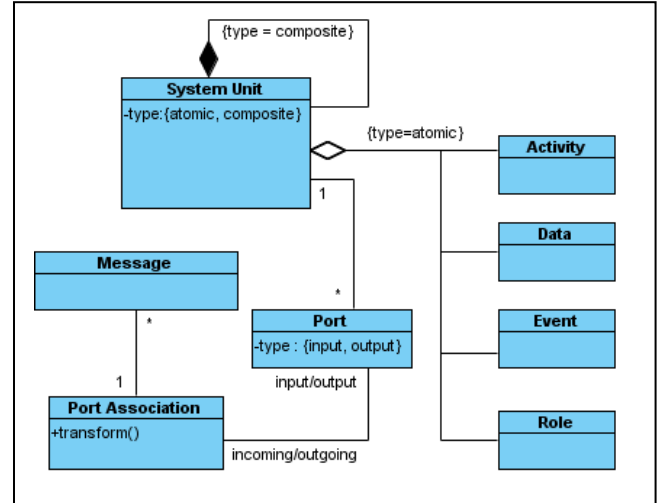 {type = composite}
System Unit
-type:{atomic, composite}
{type=atomic}
Activity
1
Data
Message
*
*
Port
Event
-type : {input, output}
1
input/output
Port Association
Role
+transform()
incoming/outgoing